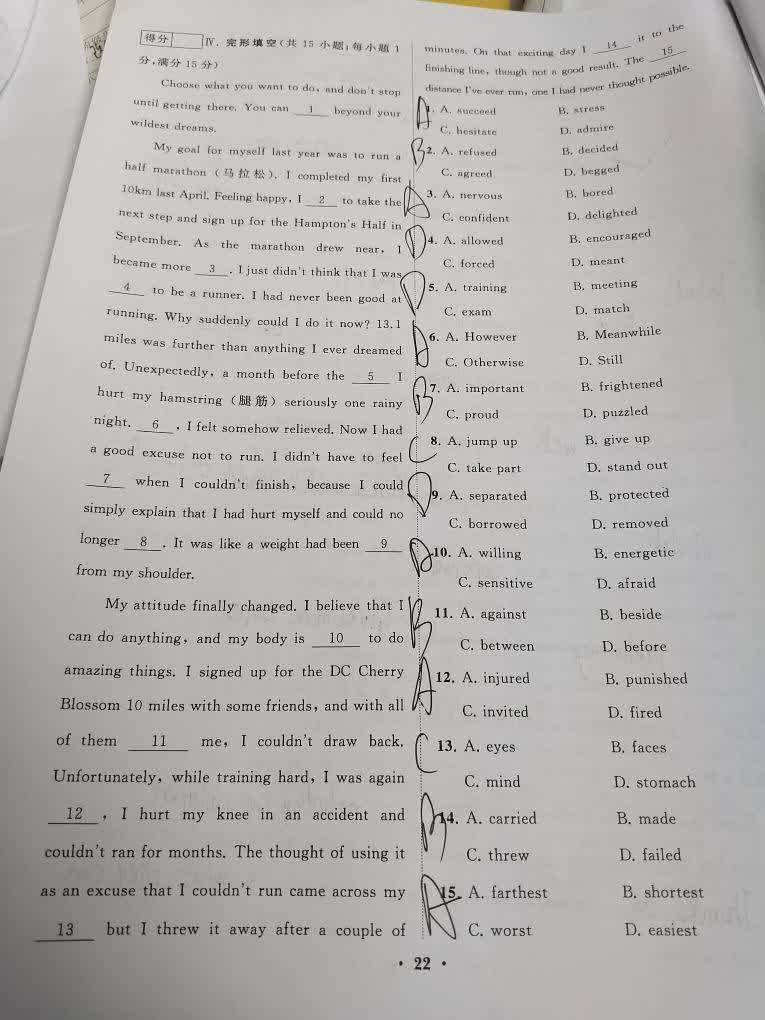 得分
Ⅳ. 完形填空(共 15 小题;每小题 1
分,满分 15 分)
Choose what you want to do, and don't stop
until getting there. You can 1 beyond your
wildest dreams.
My goal for myself last year was to run a
half marathon (马拉松). I completed my first
10km last April. Feeling happy, I 2 to take the
next step and sign up for the Hampton's Half in
September. As the marathon drew near, I
became more 3 . I just didn't think that I was
4 to be a runner. I had never been good at
running. Why suddenly could I do it now? 13.1
miles was further than anything I ever dreamed
of. Unexpectedly, a month before the 5 I
hurt my hamstring (腿筋) seriously one rainy
night. 6 , I felt somehow relieved. Now I had
a good excuse not to run. I didn't have to feel
7 when I couldn't finish, because I could
simply explain that I had hurt myself and could no
longer 8 . It was like a weight had been 9
from my shoulder.
My attitude finally changed. I believe that I
can do anything, and my body is 10 to do
amazing things. I signed up for the DC Cherry
Blossom 10 miles with some friends, and with all
of them 11 me, I couldn't draw back.
Unfortunately, while training hard, I was again
12 , I hurt my knee in an accident and
couldn't ran for months. The thought of using it
as an excuse that I couldn't run came across my
13 but I threw it away after a couple of
minutes. On that exciting day I 14 it to the
finishing line, though not a good result. The 15
distance I've ever run, one I had never thought possible.
A 1. A. succeed B. stress
C. hesitate D. admire
B 2. A. refused B. decided
C. agreed D. begged
A 3. A. nervous B. bored
C. confident D. delighted
D 4. A. allowed B. encouraged
C. forced D. meant
D 5. A. training B. meeting
C. exam D. match
6. A. However B. Meanwhile
C. Otherwise D. Still
B 7. A. important B. frightened
C. proud D. puzzled
C 8. A. jump up B. give up
C. take part D. stand out
D 9. A. separated B. protected
C. borrowed D. removed
10. A. willing B. energetic
C. sensitive D. afraid
B 11. A. against B. beside
C. between D. before
A 12. A. injured B. punished
C. invited D. fired
C 13. A. eyes B. faces
C. mind D. stomach
14. A. carried B. made
C. threw D. failed
A 15. A. farthest B. shortest
C. worst D. easiest
• 22 •